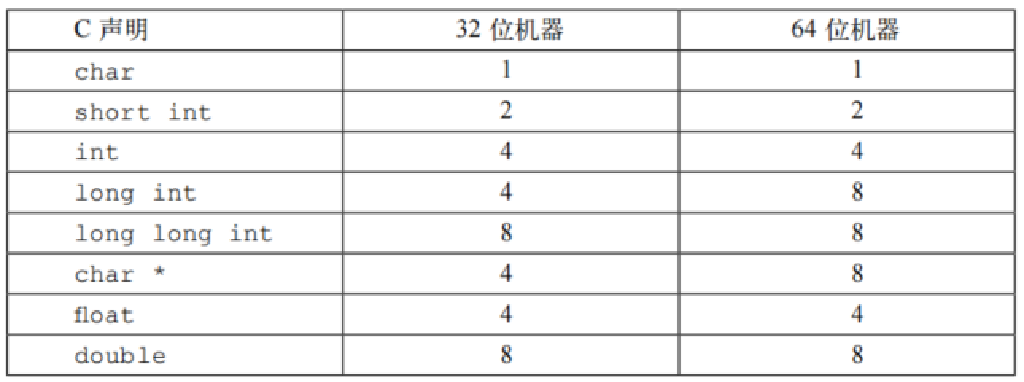 C 声明 32 位机器 64 位机器
char 1 1
short int 2 2
int 4 4
long int 4 8
long long int 8 8
char * 4 8
float 4 4
double 8 8